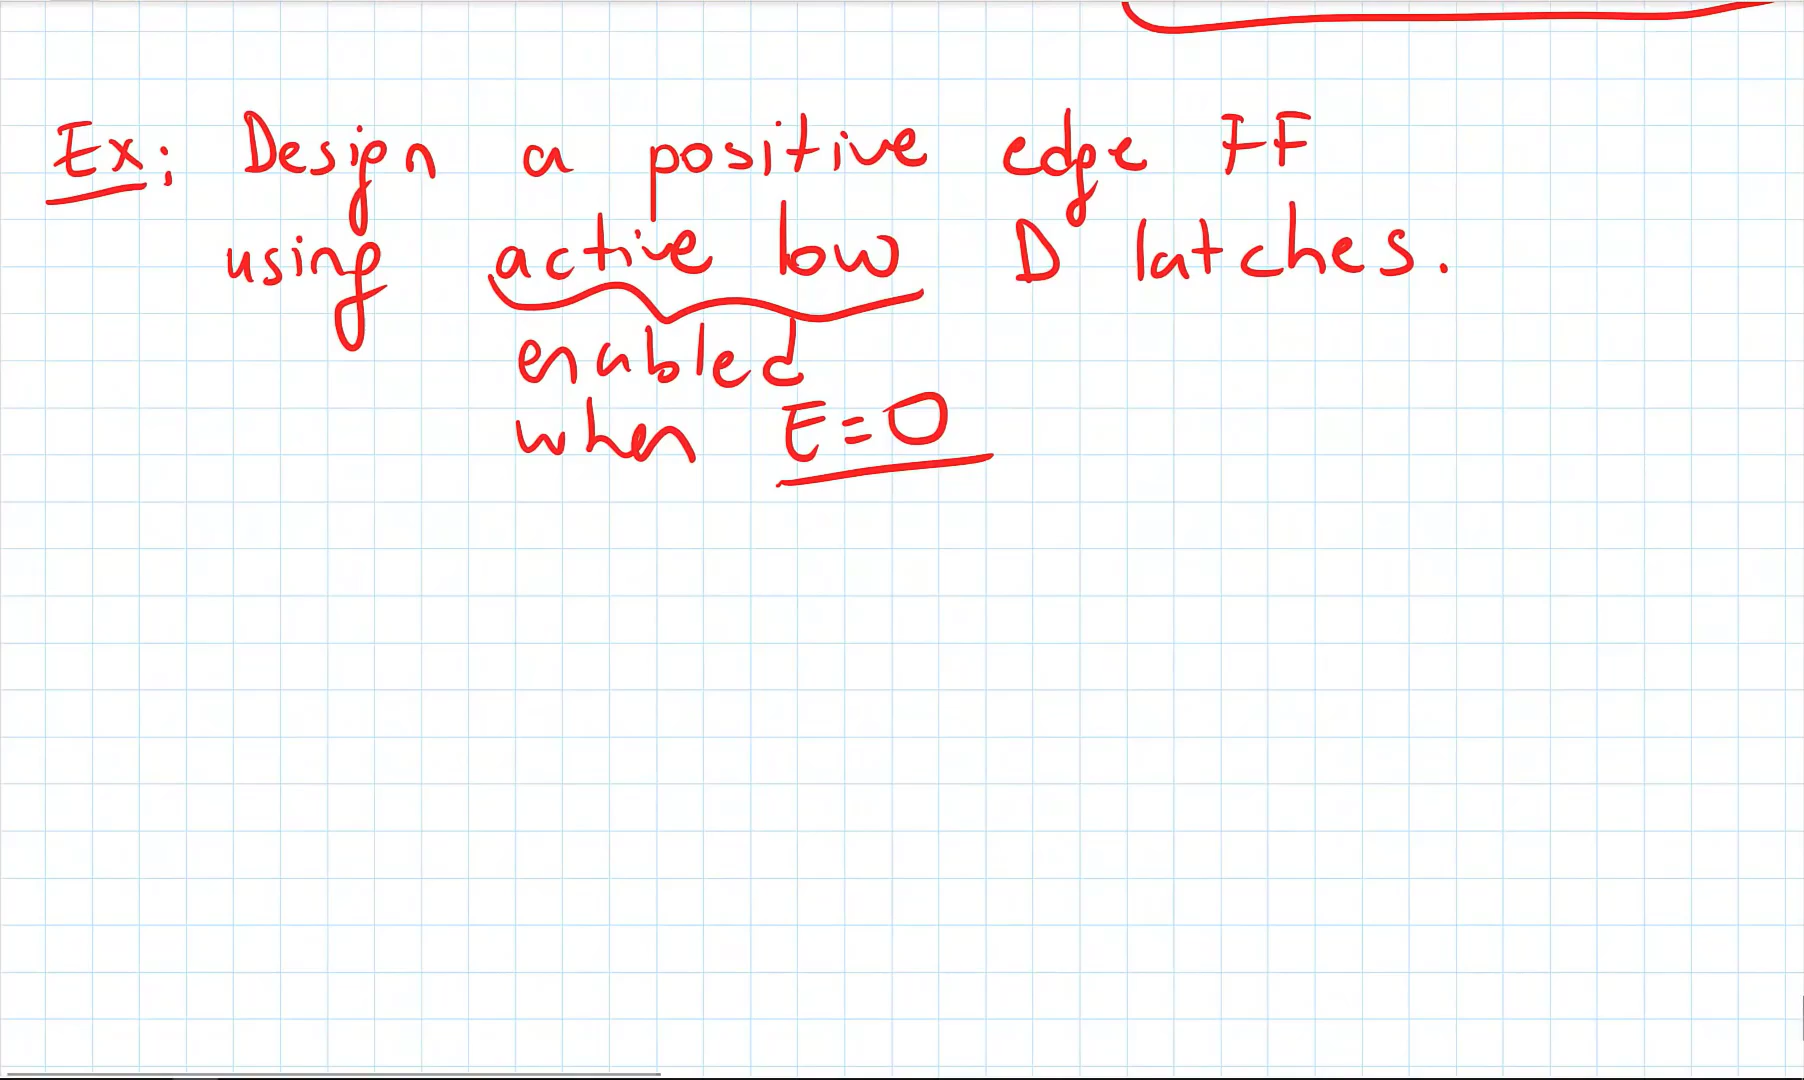 Ex: Design a positive edge FF
using active low D latches.
enabled
when E=0